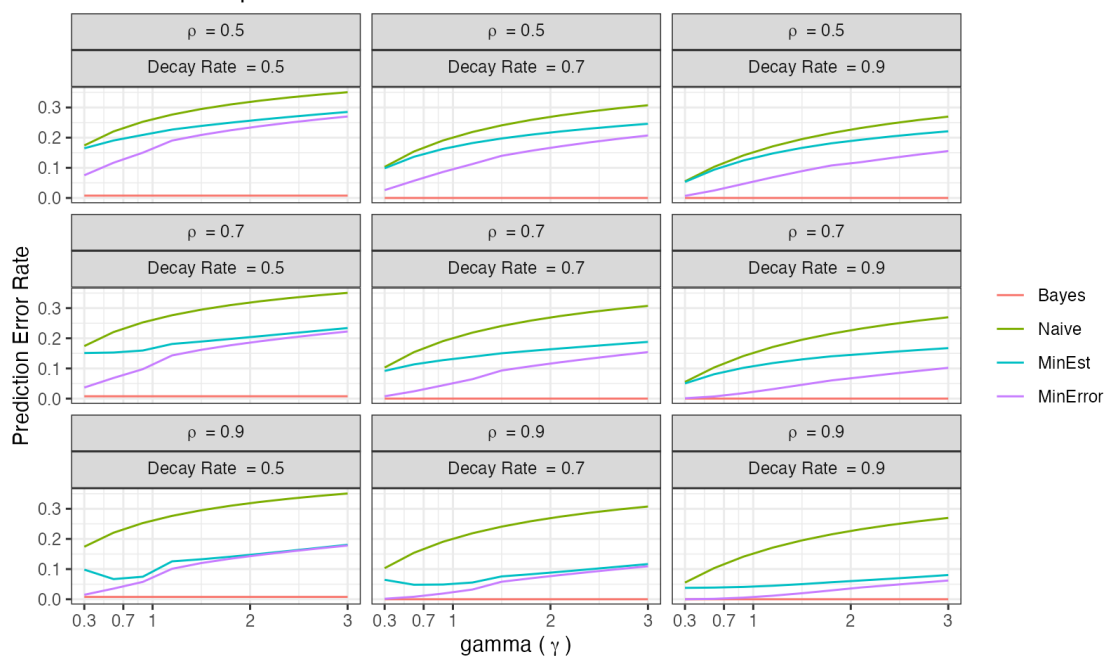 ρ = 0.5
ρ = 0.5
ρ = 0.5
Decay Rate = 0.5
Decay Rate = 0.7
Decay Rate = 0.9
0.3
0.2
0.1
0.0
ρ = 0.7
ρ = 0.7
ρ = 0.7
Decay Rate = 0.5
Decay Rate = 0.7
Decay Rate = 0.9
0.3
0.2
0.1
0.0
ρ = 0.9
ρ = 0.9
ρ = 0.9
Decay Rate = 0.5
Decay Rate = 0.7
Decay Rate = 0.9
0.3
0.2
0.1
0.0
0.3 0.7 1 2 3
0.3 0.7 1 2 3
0.3 0.7 1 2 3
gamma ( γ )
Prediction Error Rate
Bayes
Naive
MinEst
MinError